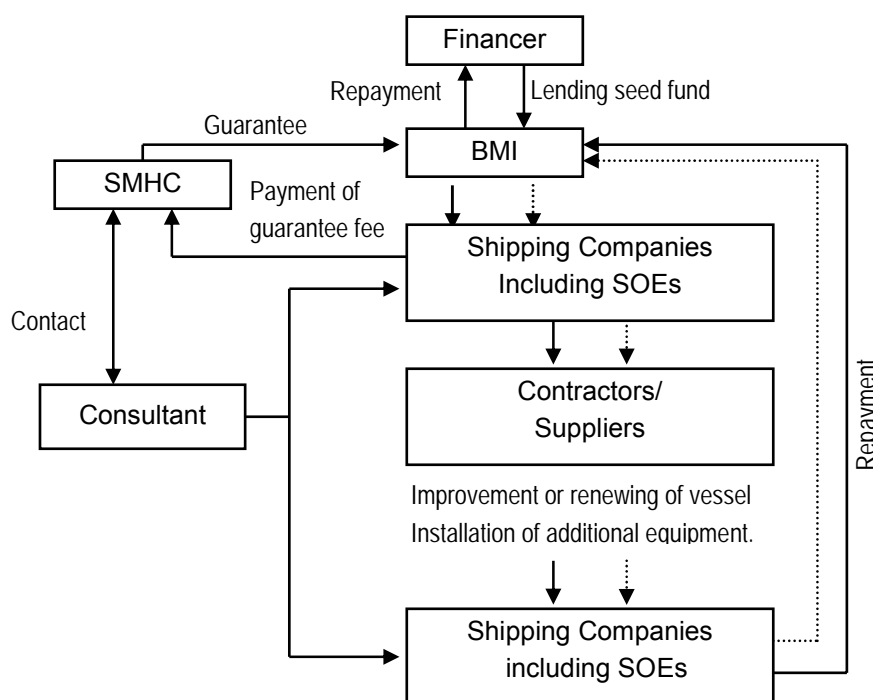 Financer
Repayment
Lending seed fund
Guarantee
BMI
SMHC
Payment of
guarantee fee
Shipping Companies
Including SOEs
Contact
Contractors/
Suppliers
Consultant
Repayment
Improvement or renewing of vessel
Installation of additional equipment.
Shipping Companies
including SOEs